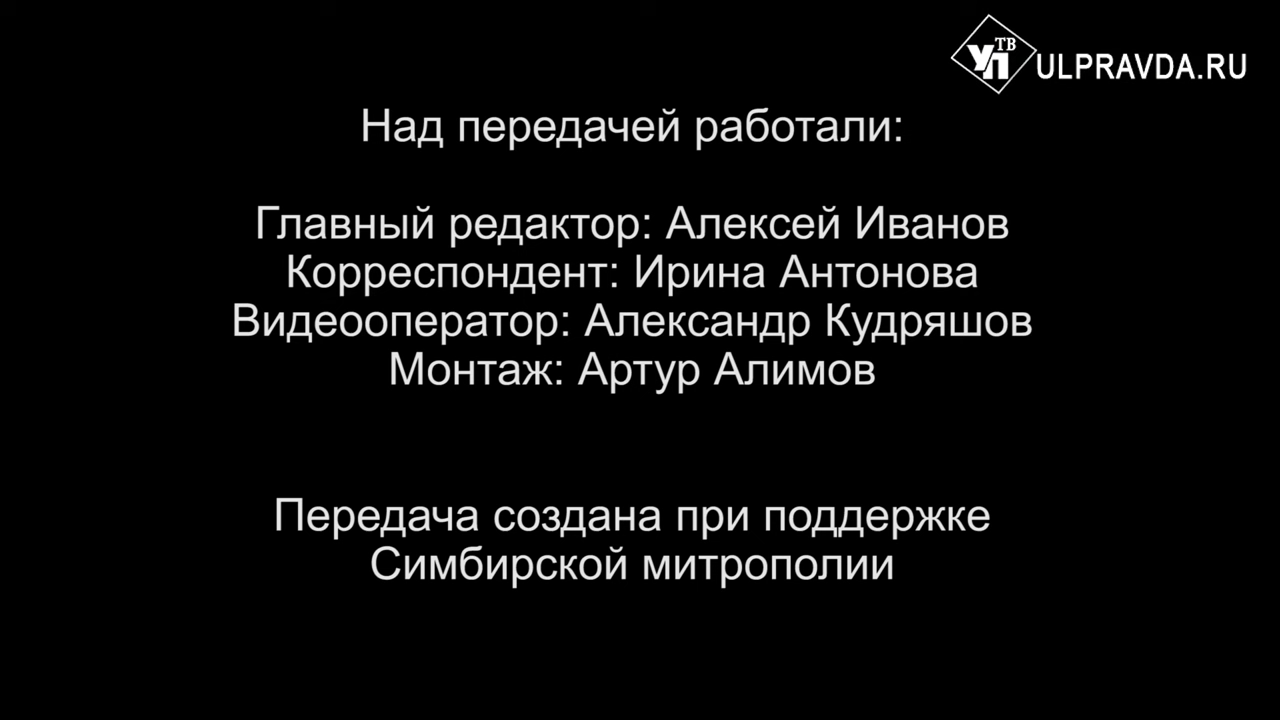 ТВ
УП
ULPRAVDA.RU
Над передачей работали:
Главный редактор: Алексей Иванов
Корреспондент: Ирина Антонова
Видеооператор: Александр Кудряшов
Монтаж: Артур Алимов
Передача создана при поддержке
Симбирской митрополии